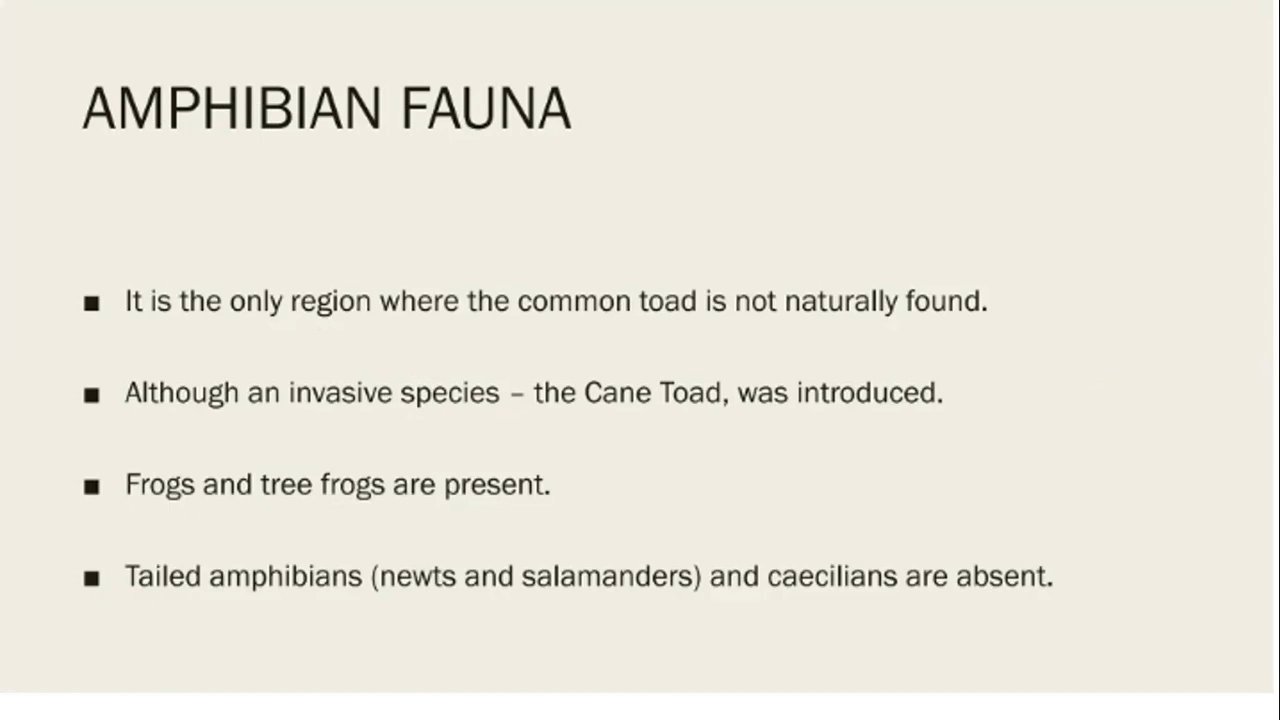 AMPHIBIAN FAUNA
■ It is the only region where the common toad is not naturally found.
■ Although an invasive species – the Cane Toad, was introduced.
■ Frogs and tree frogs are present.
■ Tailed amphibians (newts and salamanders) and caecilians are absent.